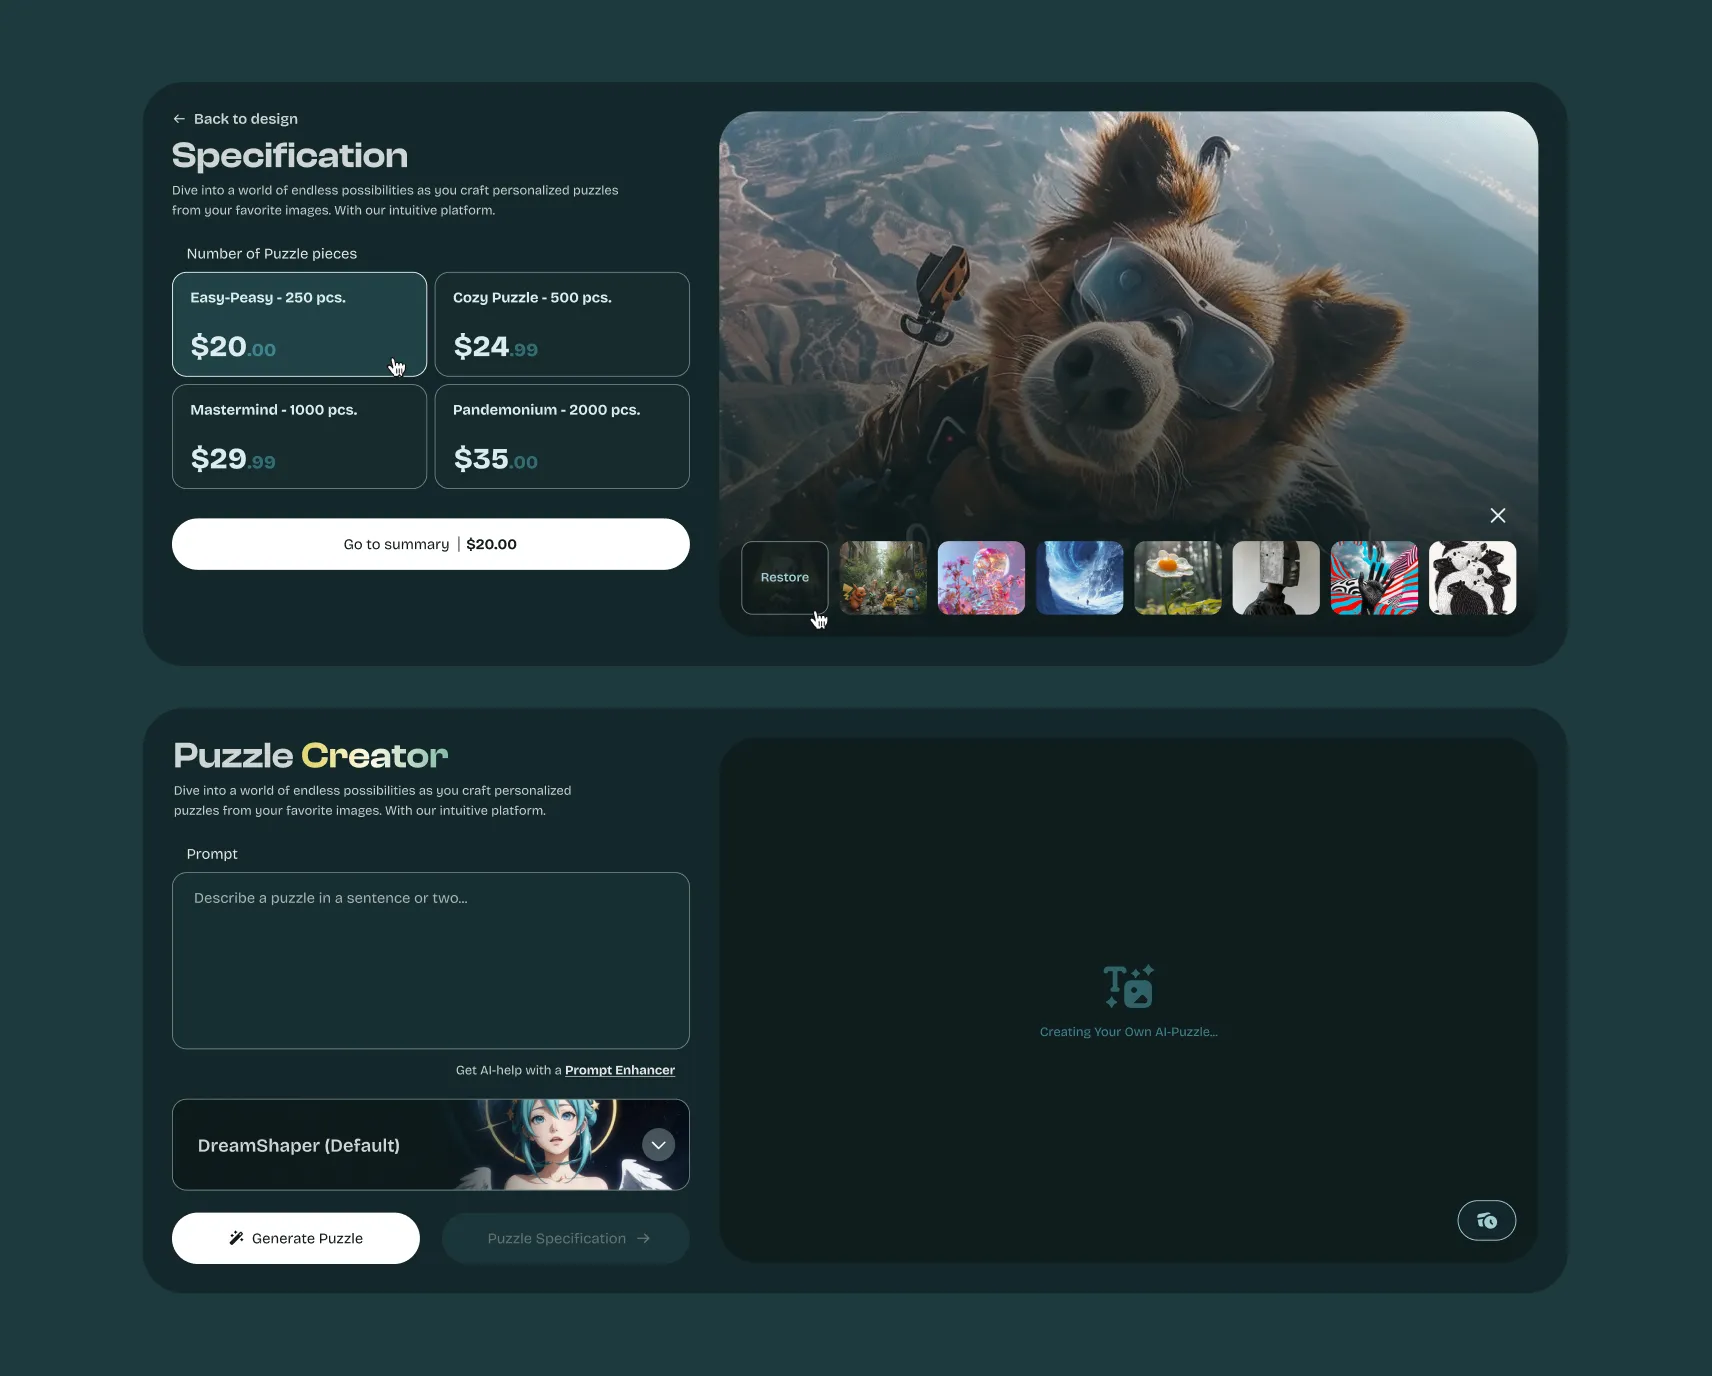 ← Back to design
Specification
Dive into a world of endless possibilities as you craft personalized puzzles
from your favorite images. With our intuitive platform.
Number of Puzzle pieces
Easy-Peasy - 250 pcs.
$20.00
Cozy Puzzle - 500 pcs.
$24.99
Mastermind - 1000 pcs.
$29.99
Pandemonium - 2000 pcs.
$35.00
Go to summary | $20.00
Restore
Puzzle Creator
Dive into a world of endless possibilities as you craft personalized
puzzles from your favorite images. With our intuitive platform.
Prompt
Describe a puzzle in a sentence or two...
Get AI-help with a Prompt Enhancer
DreamShaper (Default)
Generate Puzzle
Puzzle Specification →
Creating Your Own AI-Puzzle...